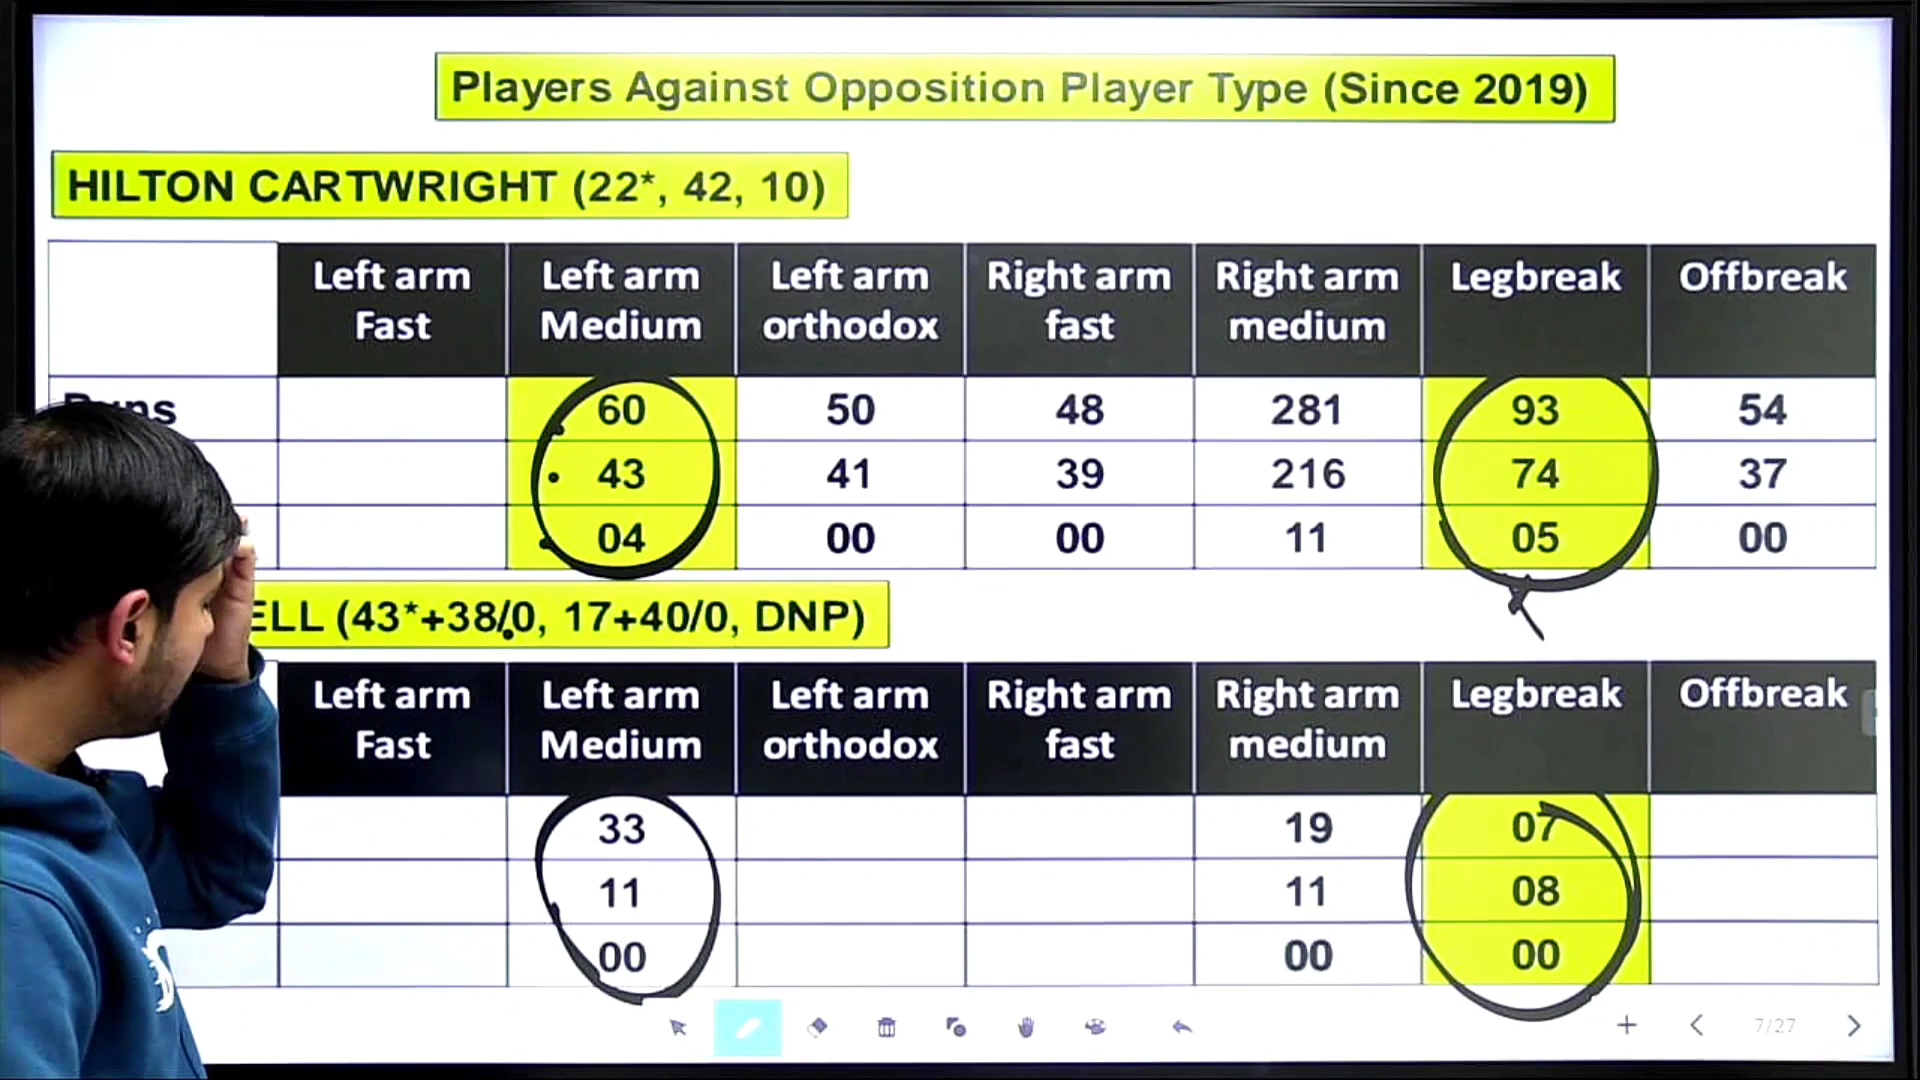 Players Against Opposition Player Type (Since 2019)
HILTON CARTWRIGHT (22*, 42, 10)
Left arm Fast Left arm Medium Left arm orthodox Right arm fast Right arm medium Legbreak Offbreak
60 50 48 281 93 54
43 41 39 216 74 37
04 00 00 11 05 00
(43*+38/0, 17+40/0, DNP)
Left arm Fast Left arm Medium Left arm orthodox Right arm fast Right arm medium Legbreak Offbreak
33 19 07
11 11 08
00 00 00
7/27